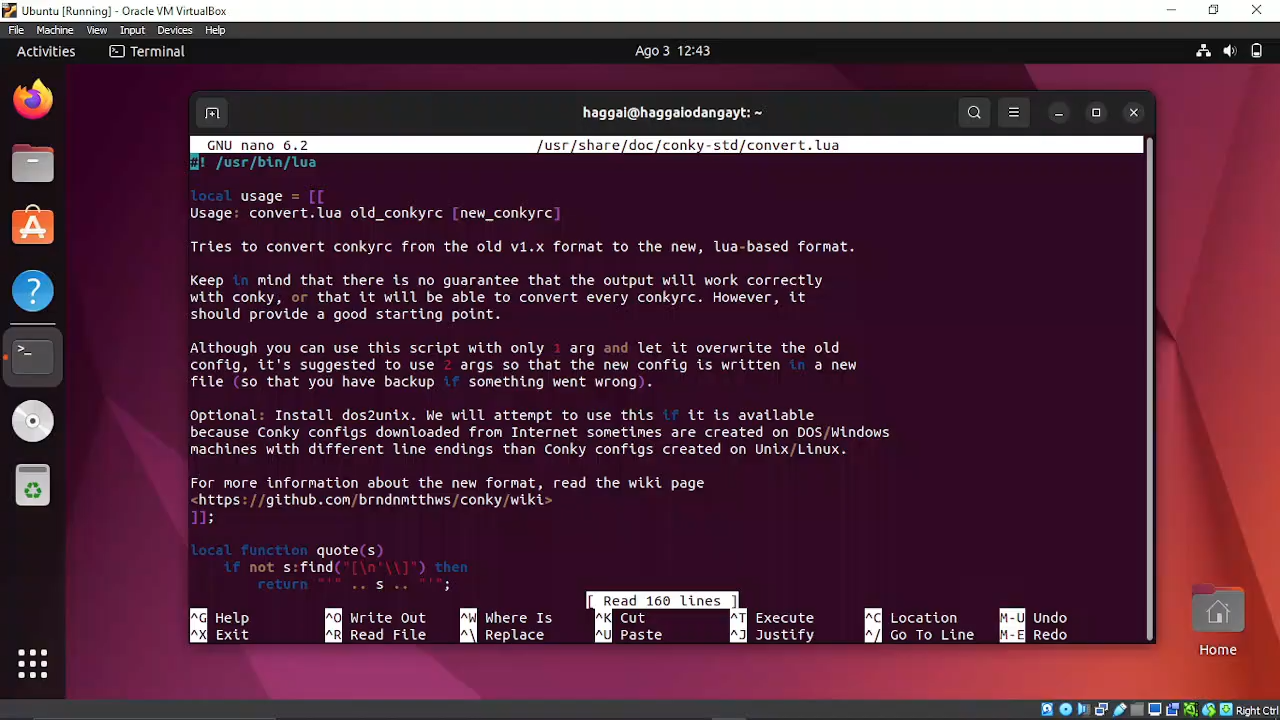 Ubuntu [Running] - Oracle VM VirtualBox
File Machine View Input Devices Help
Activities Terminal Ago 3 12:43
haggai@haggaiodangayt: ~
GNU nano 6.2 /usr/share/doc/conky-std/convert.lua
#! /usr/bin/lua
local usage = [[
Usage: convert.lua old_conkyrc [new_conkyrc]
Tries to convert conkyrc from the old v1.x format to the new, lua-based format.
Keep in mind that there is no guarantee that the output will work correctly
with conky, or that it will be able to convert every conkyrc. However, it
should provide a good starting point.
Although you can use this script with only 1 arg and let it overwrite the old
config, it's suggested to use 2 args so that the new config is written in a new
file (so that you have backup if something went wrong).
Optional: Install dos2unix. We will attempt to use this if it is available
because Conky configs downloaded from Internet sometimes are created on DOS/Windows
machines with different line endings than Conky configs created on Unix/Linux.
For more information about the new format, read the wiki page
<https://github.com/brndnmtthws/conky/wiki>
]];
local function quote(s)
if not s:find("[\n'\\]") then
return "'" .. s .. "'";
[ Read 160 lines ]
^G Help ^O Write Out ^W Where Is ^K Cut ^T Execute ^C Location M-U Undo
^X Exit ^R Read File ^\ Replace ^U Paste ^J Justify ^/ Go To Line M-E Redo
Home
Right Ctrl